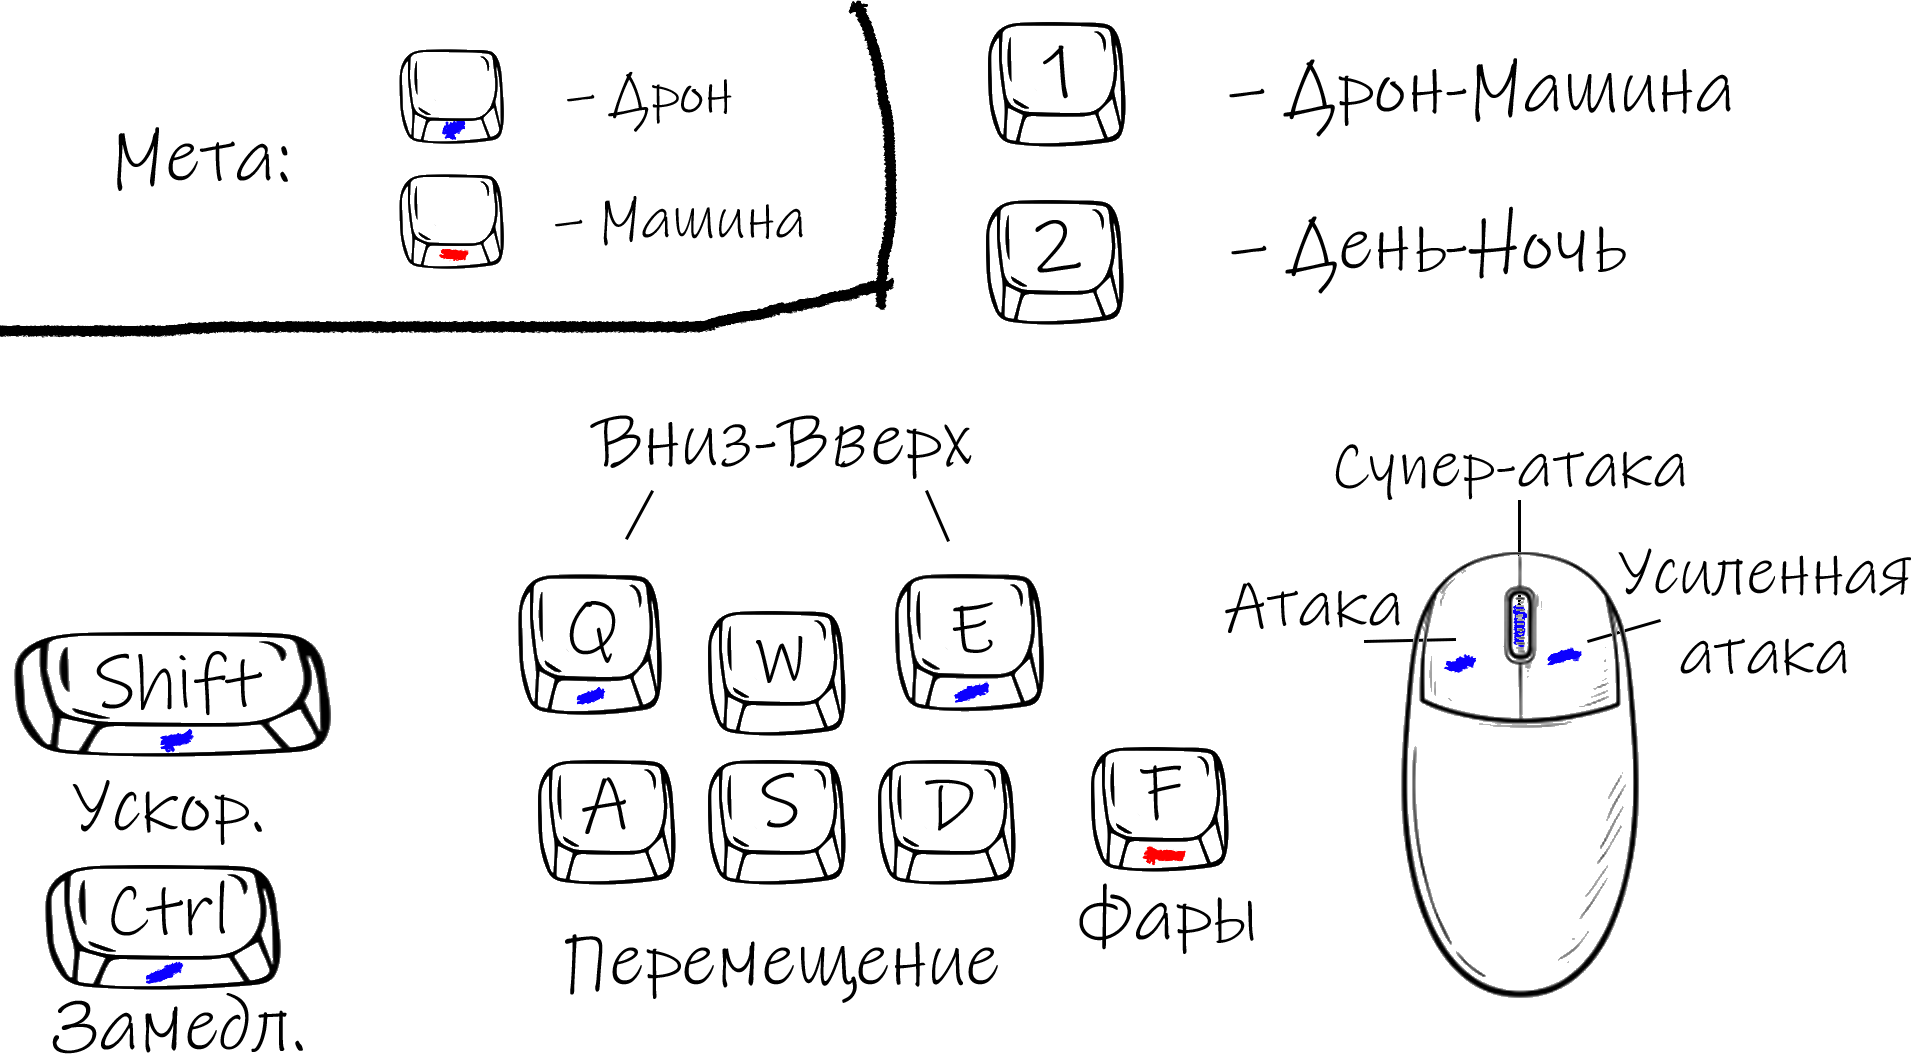 Мета:
- Дрон
- Машина
1 - Дрон-Машина
2 - День-Ночь
Вниз-Вверх
Q W E
A S D F
Перемещение
Фары
Shift
Ускор.
Ctrl
Замедл.
Супер-атака
Атака
Усиленная
атака